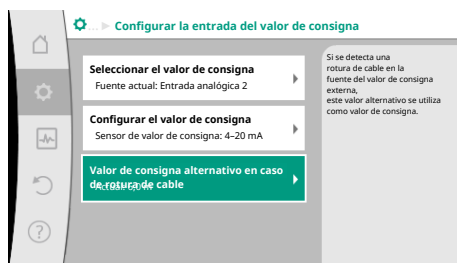 ... Configurar la entrada del valor de consigna
Seleccionar el valor de consigna
Fuente actual: Entrada analógica 2
Configurar el valor de consigna
Sensor de valor de consigna: 4–20 mA
Valor de consigna alternativo en caso
de rotura de cable
Si se detecta una
rotura de cable en la
fuente del valor de consigna
externa,
este valor alternativo se utiliza
como valor de consigna.